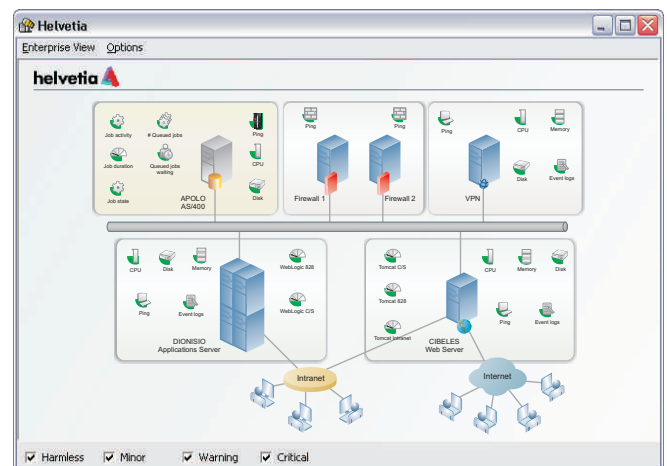 Helvetia
Enterprise View Options
helvetia
Job activity
# Queued jobs
Ping
Job duration
Queued jobs
waiting
CPU
Job state
APOLO
AS/400
Disk
Ping
Ping
Firewall 1
Firewall 2
Ping
CPU
Memory
Disk
Event logs
VPN
CPU
Disk
Memory
WebLogic 828
Ping
Event logs
WebLogic C/S
DIONISIO
Applications Server
Tomcat C/S
CPU
Memory
Disk
Tomcat 828
Ping
Event logs
Tomcat Intranet
CIBELES
Web Server
Intranet
Internet
Harmless Minor Warning Critical